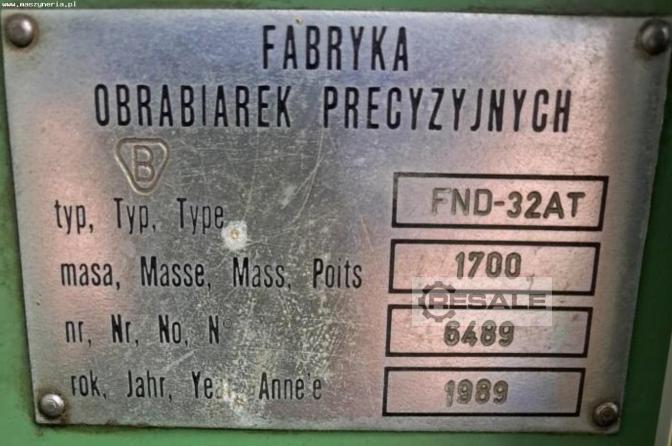 www.maszyneria.pl
FABRYKA
OBRABIAREK PRECYZYJNYCH
B
typ, Typ, Type FND-32AT
masa, Masse, Mass, Poits 1700
RESALE
nr, Nr, No, N° 6489
rok, Jahr, Year, Anne'e 1989